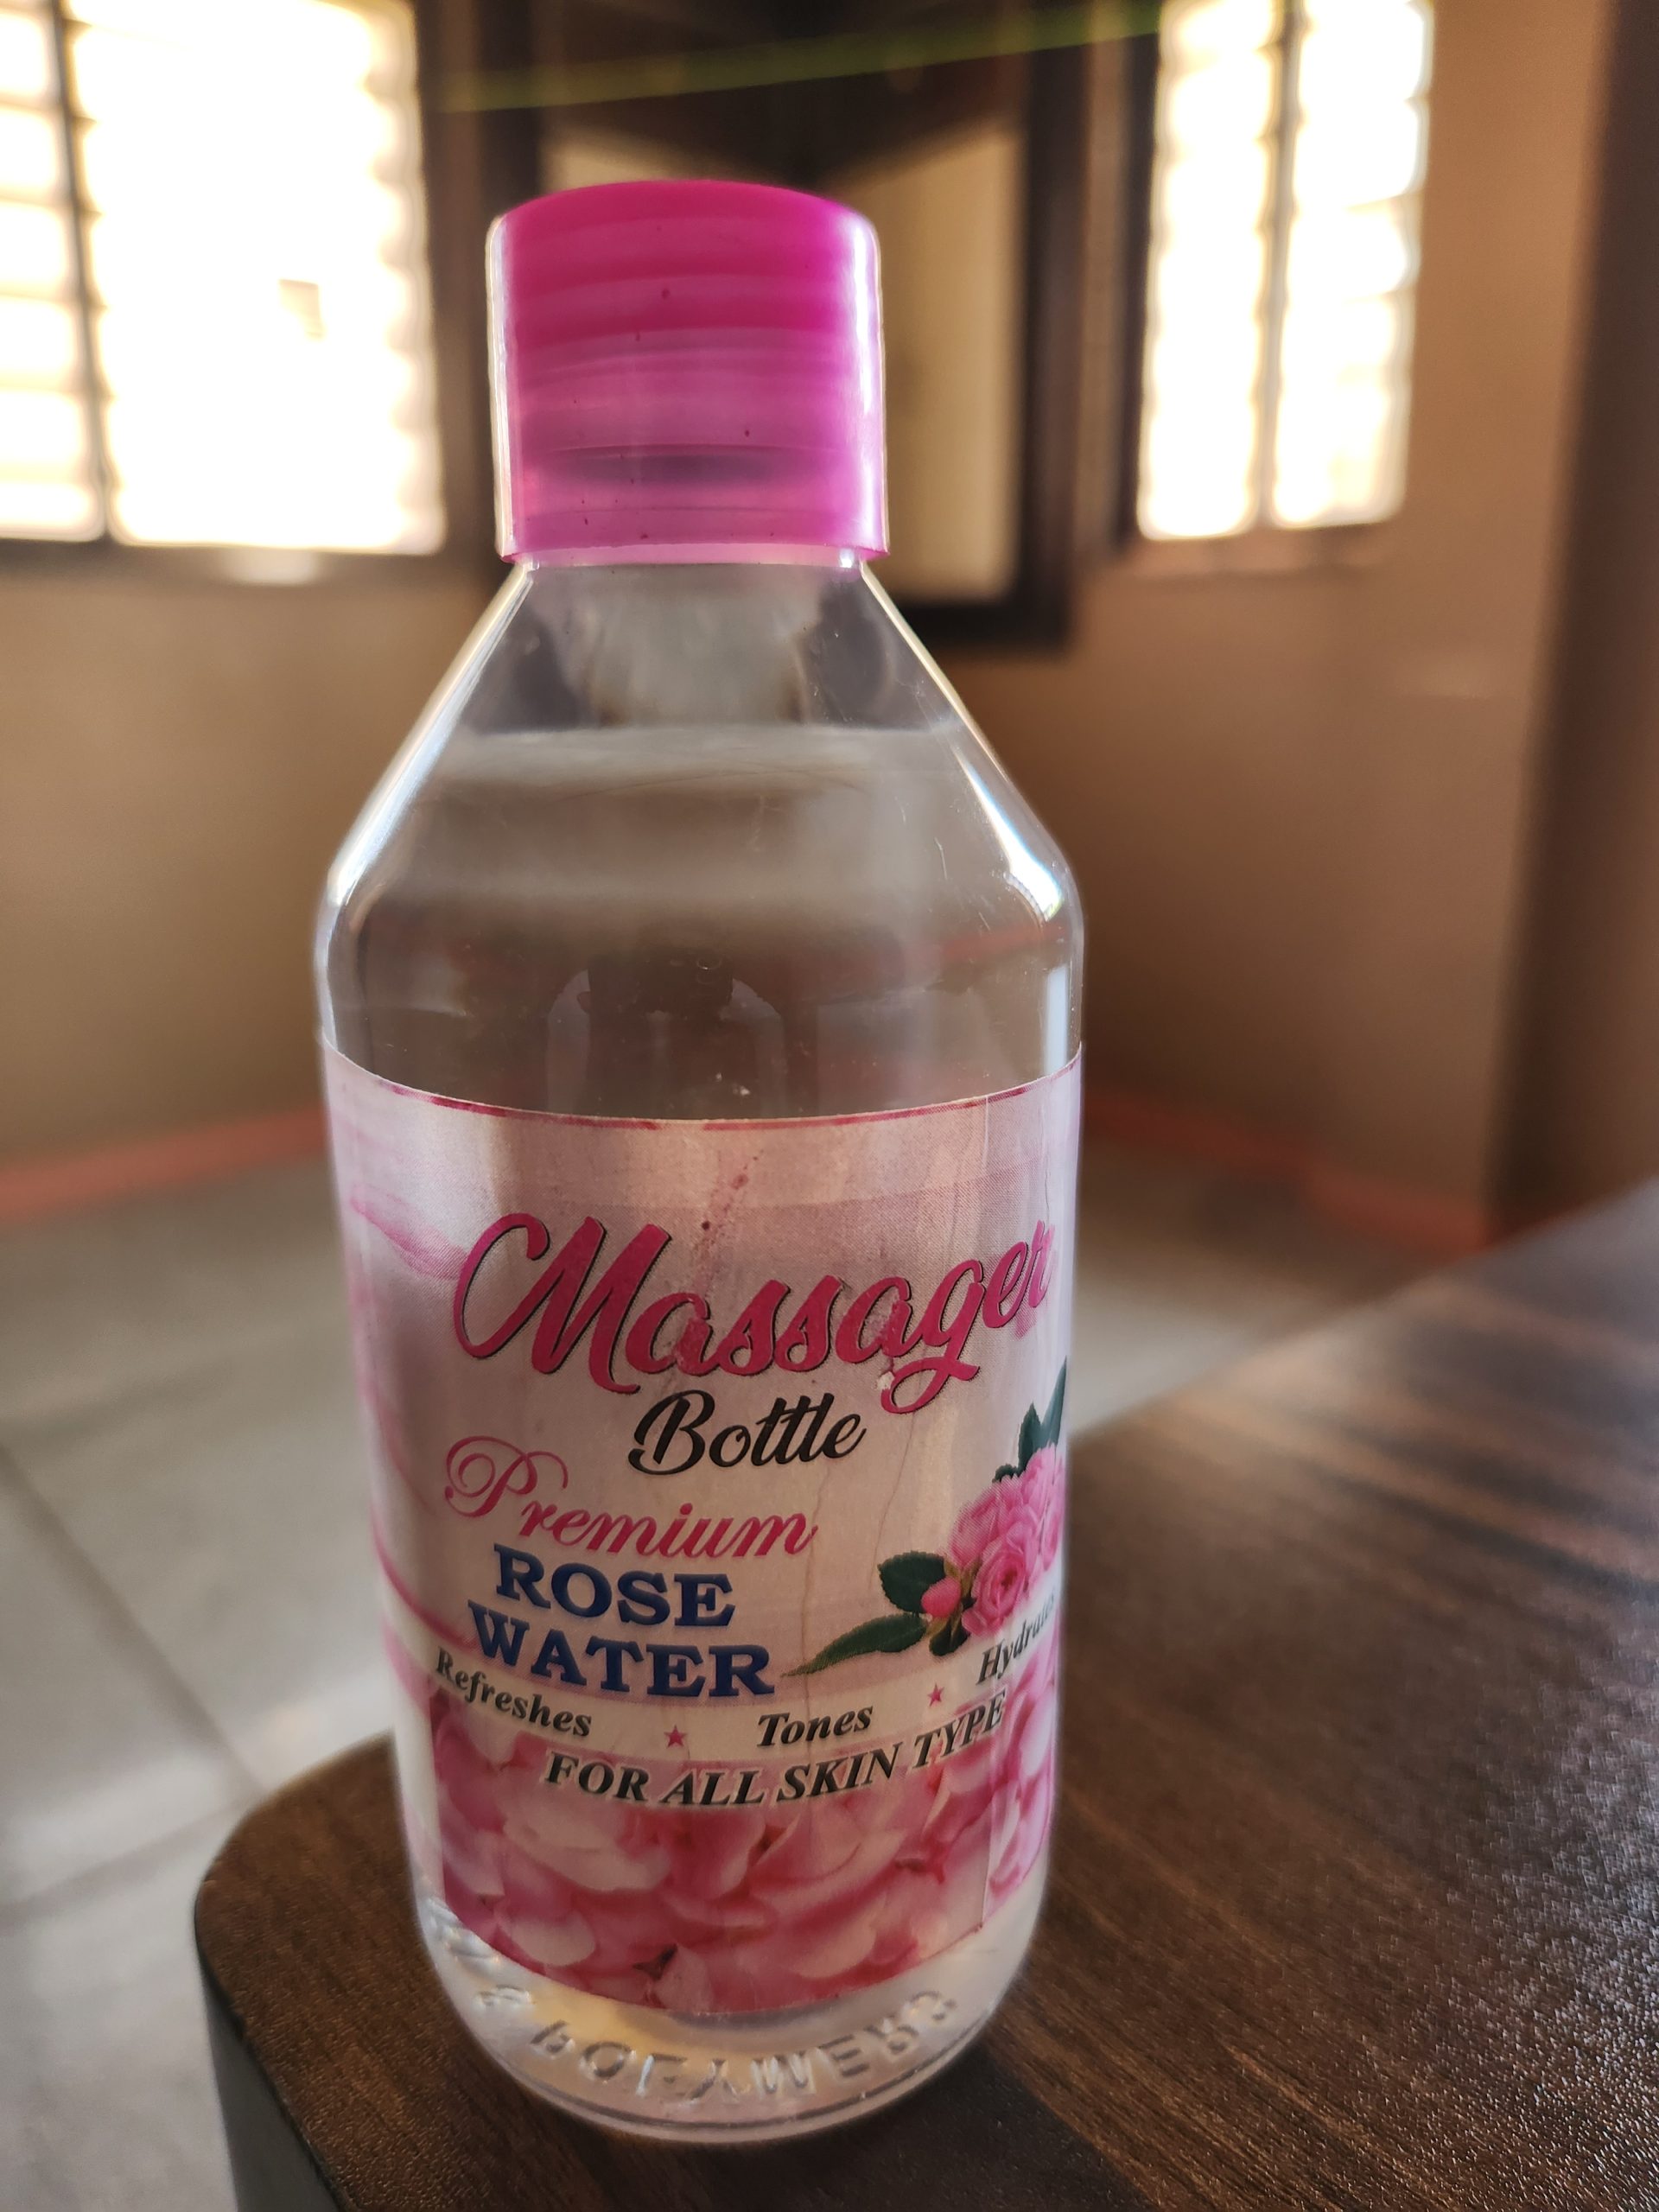 Massager
Bottle
Premium
ROSE
WATER
Refreshes ★ Tones ★
FOR ALL SKIN TYPE